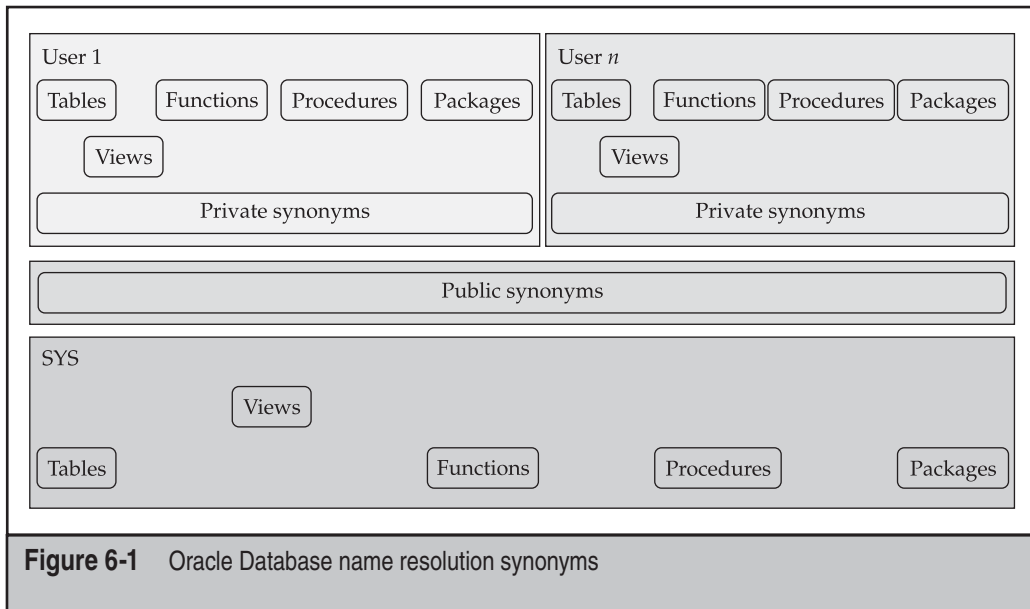 User 1
Tables Functions Procedures Packages
Views
Private synonyms
User n
Tables Functions Procedures Packages
Views
Private synonyms
Public synonyms
SYS
Views
Tables Functions Procedures Packages
Figure 6-1 Oracle Database name resolution synonyms